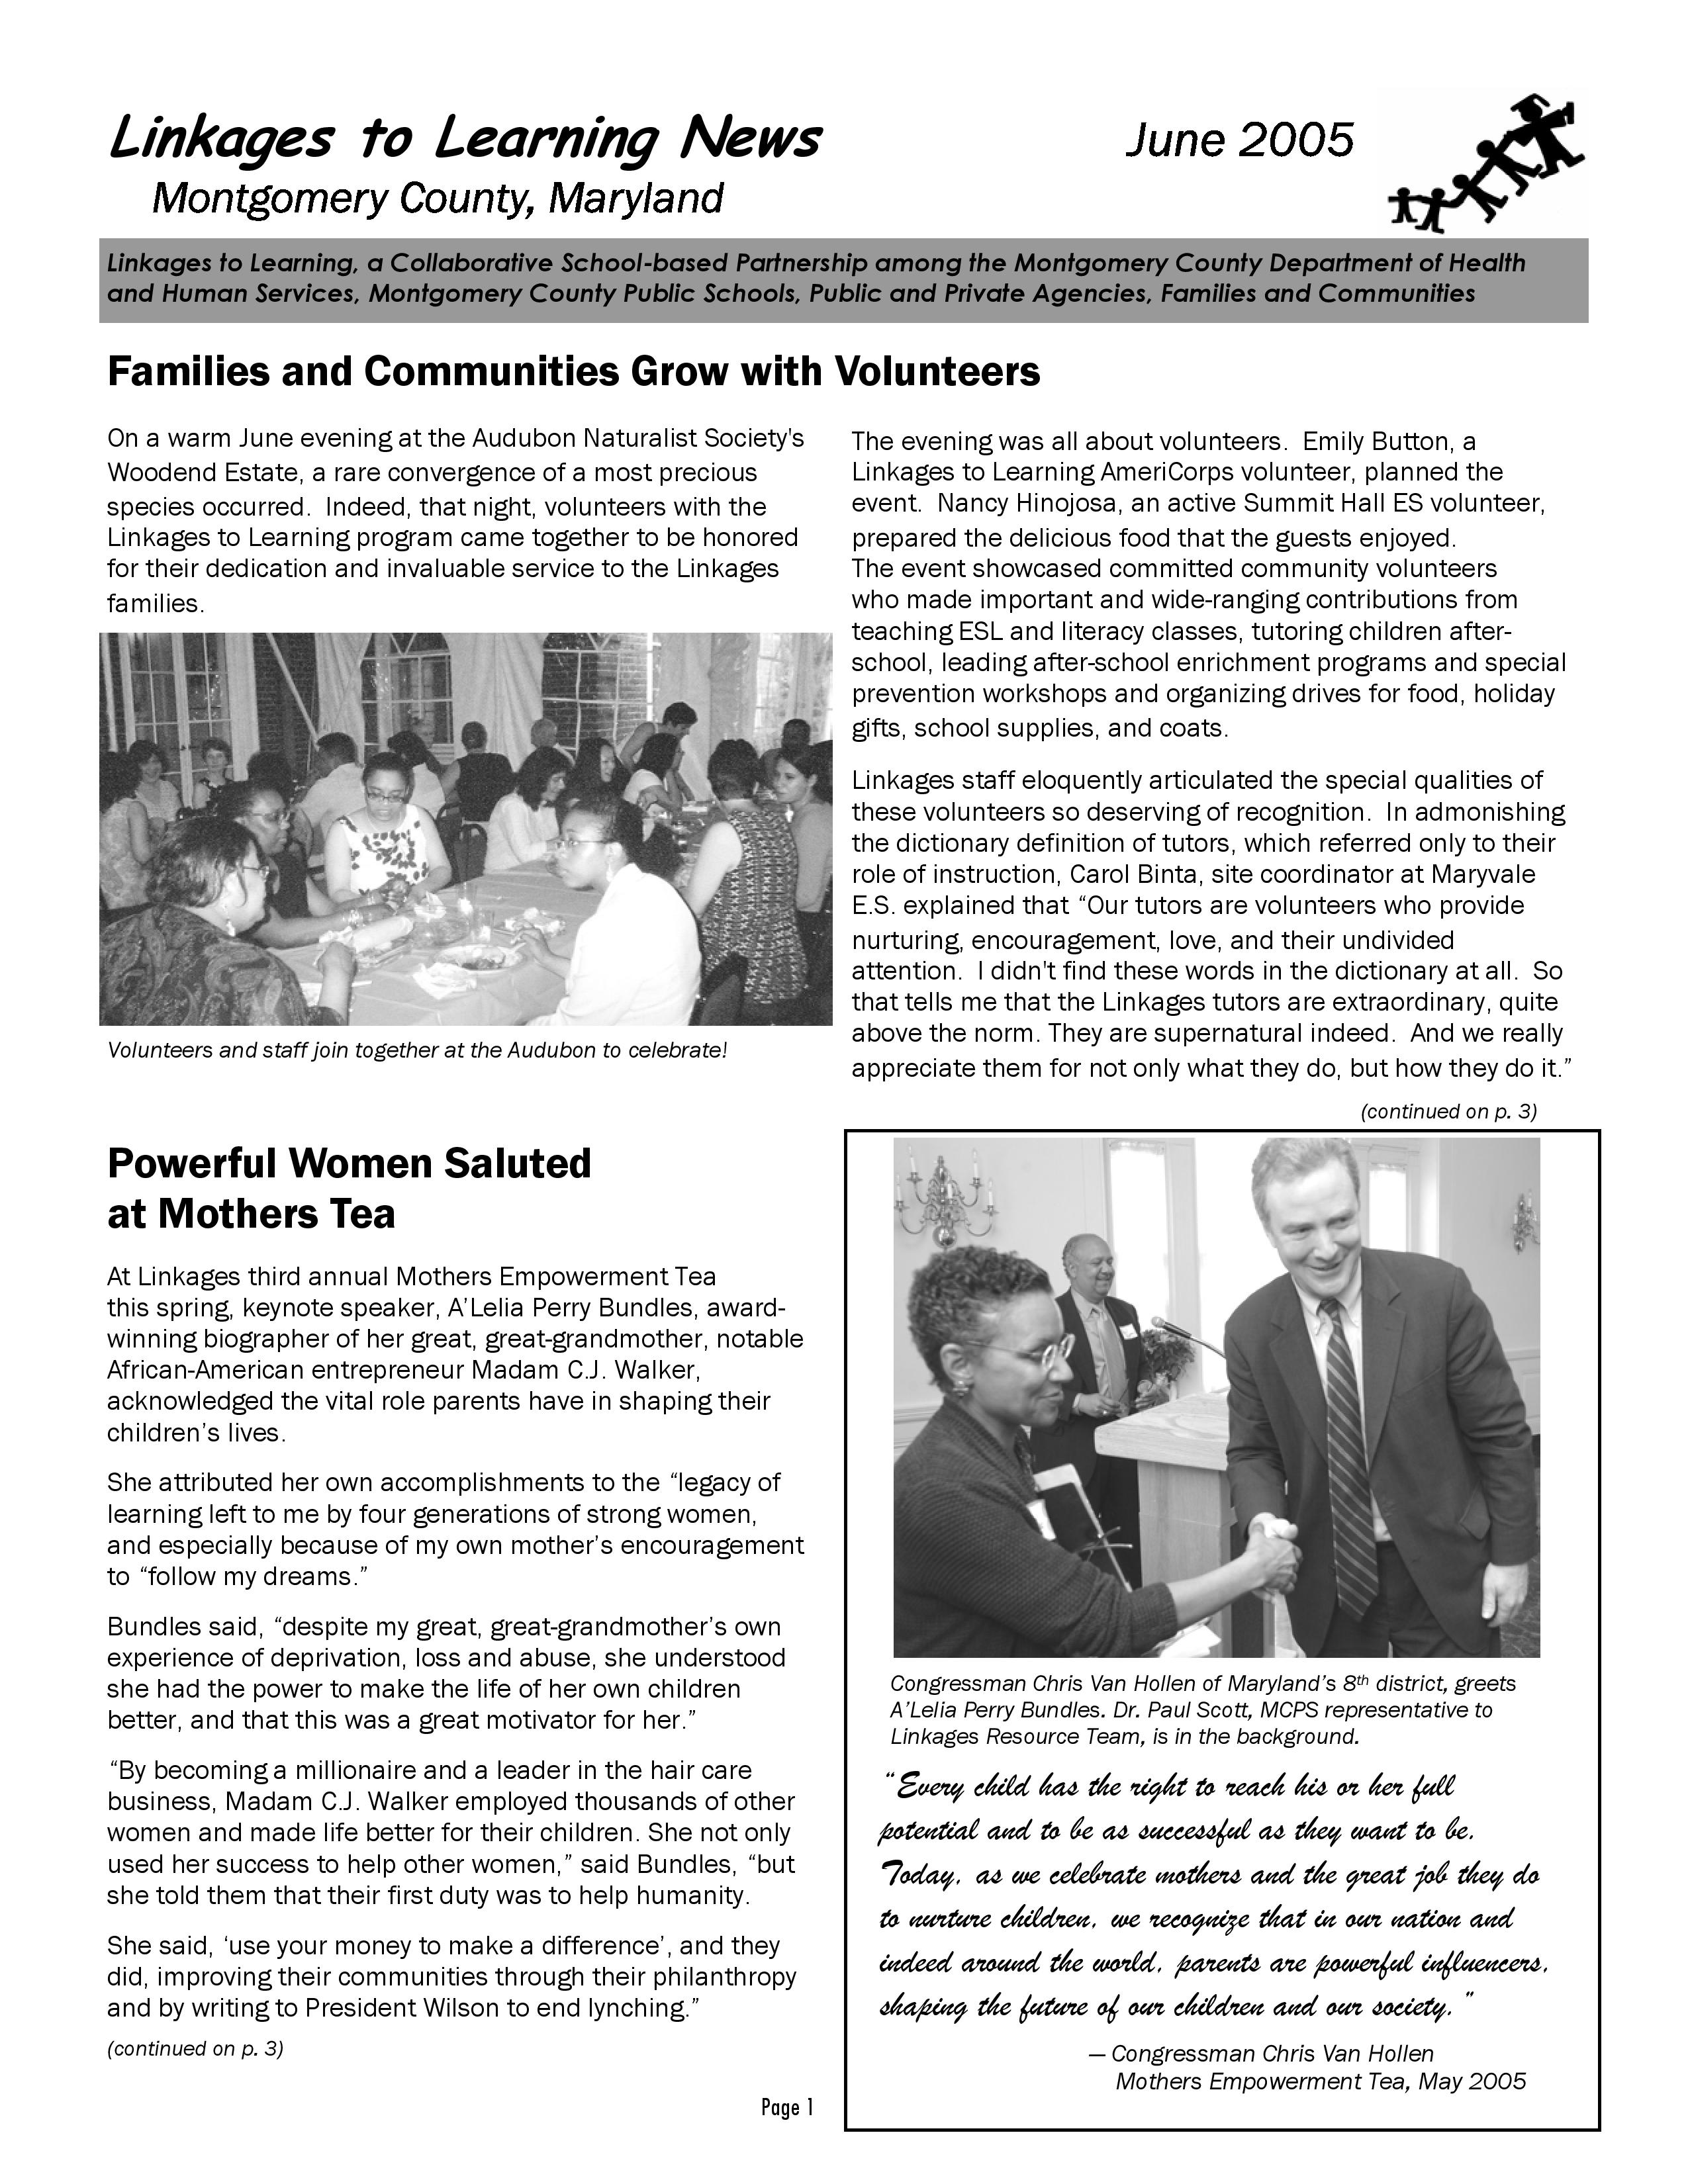 Linkages to Learning News
June 2005
Montgomery County, Maryland
Linkages to Learning, a Collaborative School-based Partnership among the Montgomery County Department of Health
and Human Services, Montgomery County Public Schools, Public and Private Agencies, Families and Communities
Families and Communities Grow with Volunteers
On a warm June evening at the Audubon Naturalist Society's
Woodend Estate, a rare convergence of a most precious
species occurred.  Indeed, that night, volunteers with the
Linkages to Learning program came together to be honored
for their dedication and invaluable service to the Linkages
families.
Volunteers and staff join together at the Audubon to celebrate!
The evening was all about volunteers.  Emily Button, a
Linkages to Learning AmeriCorps volunteer, planned the
event.  Nancy Hinojosa, an active Summit Hall ES volunteer,
prepared the delicious food that the guests enjoyed.
The event showcased committed community volunteers
who made important and wide-ranging contributions from
teaching ESL and literacy classes, tutoring children after-
school, leading after-school enrichment programs and special
prevention workshops and organizing drives for food, holiday
gifts, school supplies, and coats.
Linkages staff eloquently articulated the special qualities of
these volunteers so deserving of recognition.  In admonishing
the dictionary definition of tutors, which referred only to their
role of instruction, Carol Binta, site coordinator at Maryvale
E.S. explained that “Our tutors are volunteers who provide
nurturing, encouragement, love, and their undivided
attention.  I didn't find these words in the dictionary at all.  So
that tells me that the Linkages tutors are extraordinary, quite
above the norm. They are supernatural indeed.  And we really
appreciate them for not only what they do, but how they do it.”
(continued on p. 3)
Powerful Women Saluted
at Mothers Tea
At Linkages third annual Mothers Empowerment Tea
this spring, keynote speaker, A’Lelia Perry Bundles, award-
winning biographer of her great, great-grandmother, notable
African-American entrepreneur Madam C.J. Walker,
acknowledged the vital role parents have in shaping their
children’s lives.
She attributed her own accomplishments to the “legacy of
learning left to me by four generations of strong women,
and especially because of my own mother’s encouragement
to “follow my dreams.”
Bundles said, “despite my great, great-grandmother’s own
experience of deprivation, loss and abuse, she understood
she had the power to make the life of her own children
better, and that this was a great motivator for her.”
“By becoming a millionaire and a leader in the hair care
business, Madam C.J. Walker employed thousands of other
women and made life better for their children. She not only
used her success to help other women,” said Bundles, “but
she told them that their first duty was to help humanity.
She said, ‘use your money to make a difference’, and they
did, improving their communities through their philanthropy
and by writing to President Wilson to end lynching.”
(continued on p. 3)
Congressman Chris Van Hollen of Maryland’s 8th district, greets
A’Lelia Perry Bundles. Dr. Paul Scott, MCPS representative to
Linkages Resource Team, is in the background.
“Every child has the right to reach his or her full
potential and to be as successful as they want to be.
Today, as we celebrate mothers and the great job they do
to nurture children, we recognize that in our nation and
indeed around the world, parents are powerful influencers,
shaping the future of our children and our society.”
— Congressman Chris Van Hollen
Mothers Empowerment Tea, May 2005
Page 1